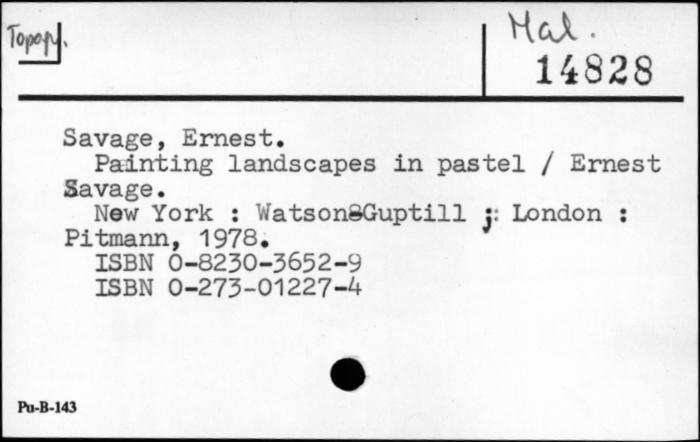 Topogr.
Mal.
14828
Savage, Ernest.
Painting landscapes in pastel / Ernest
Savage.
New York : Watson-Guptill ; London :
Pitmann, 1978.
ISBN 0-8230-3652-9
ISBN 0-273-01227-4
Pu-B-143